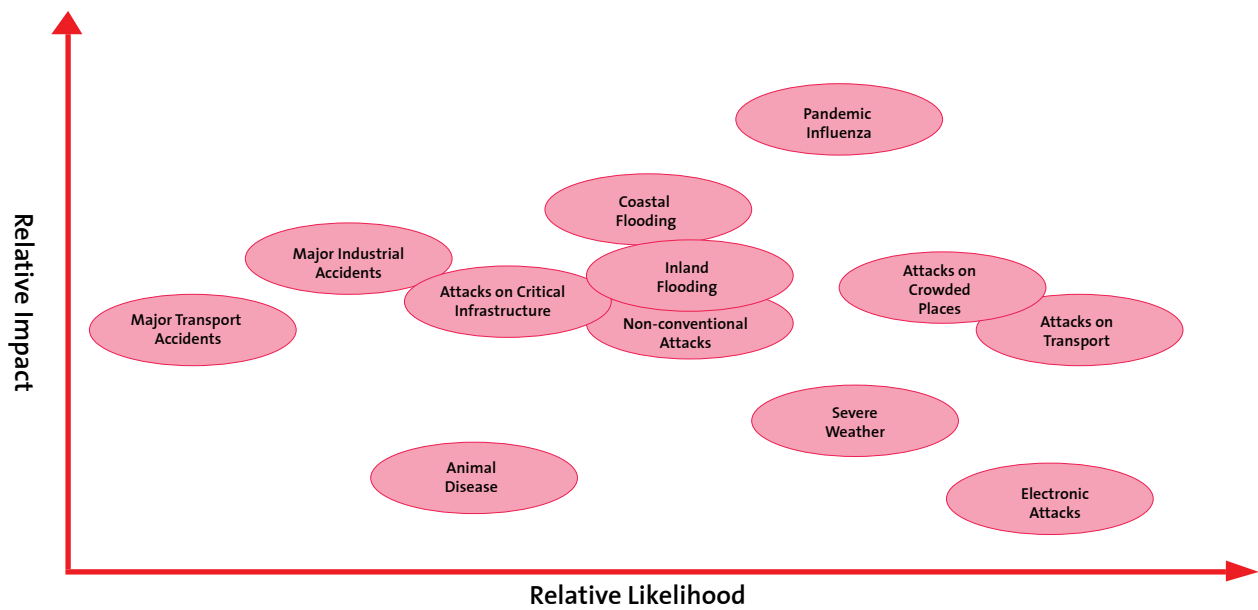 Pandemic
Influenza
Coastal
Flooding
Major Industrial
Accidents
Inland
Flooding
Attacks on
Crowded
Places
Attacks on Critical
Infrastructure
Major Transport
Accidents
Non-conventional
Attacks
Attacks on
Transport
Severe
Weather
Animal
Disease
Electronic
Attacks
Relative Impact
Relative Likelihood